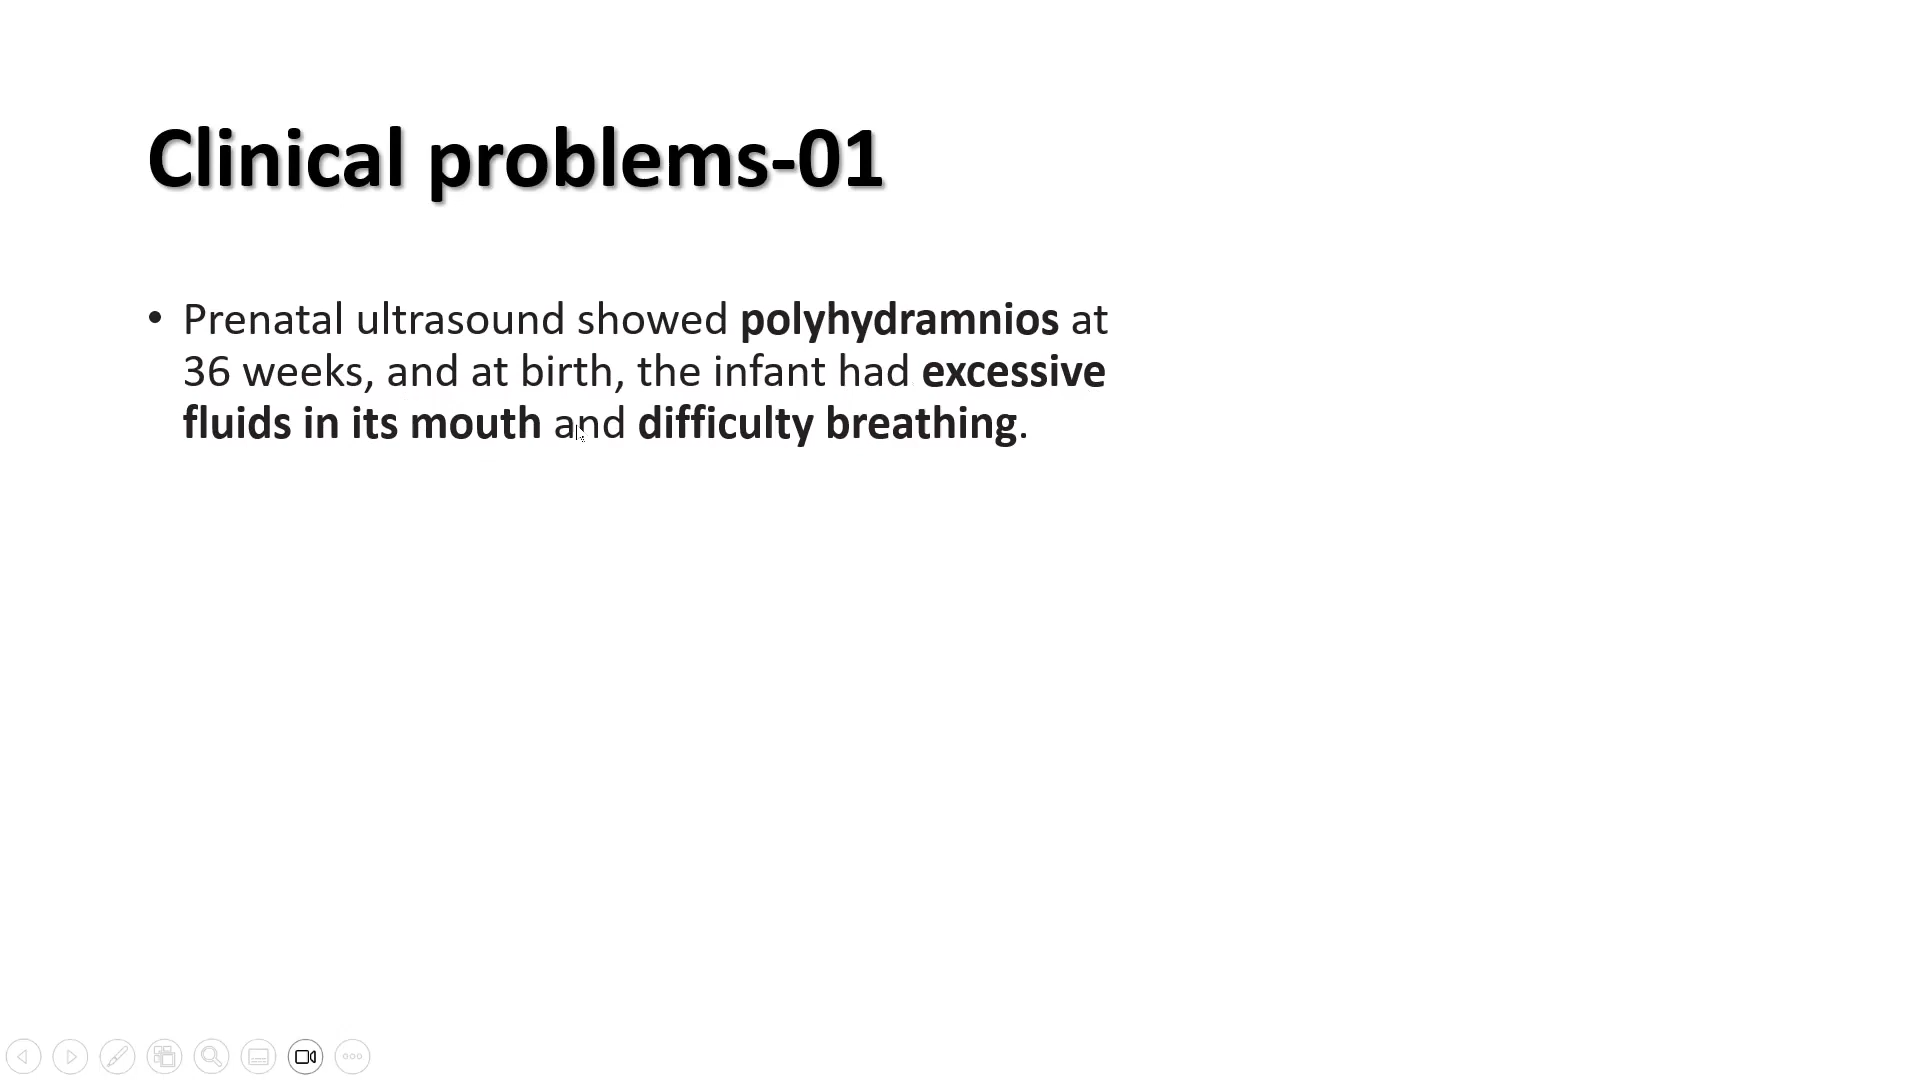 Clinical problems-01
• Prenatal ultrasound showed polyhydramnios at
36 weeks, and at birth, the infant had excessive
fluids in its mouth and difficulty breathing.